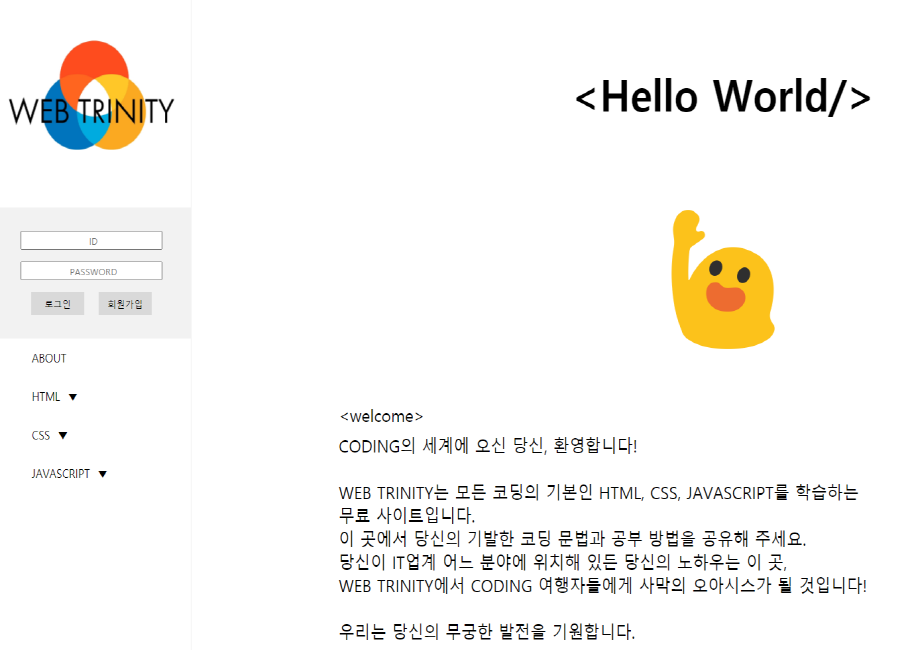 WEB TRINITY
ID
PASSWORD
로그인 회원가입
ABOUT
HTML ▼
CSS ▼
JAVASCRIPT ▼
<Hello World/>
<welcome>
CODING의 세계에 오신 당신, 환영합니다!
WEB TRINITY는 모든 코딩의 기본인 HTML, CSS, JAVASCRIPT를 학습하는
무료 사이트입니다.
이 곳에서 당신의 기발한 코딩 문법과 공부 방법을 공유해 주세요.
당신이 IT업계 어느 분야에 위치해 있든 당신의 노하우는 이 곳,
WEB TRINITY에서 CODING 여행자들에게 사막의 오아시스가 될 것입니다!
우리는 당신의 무궁한 발전을 기원합니다.